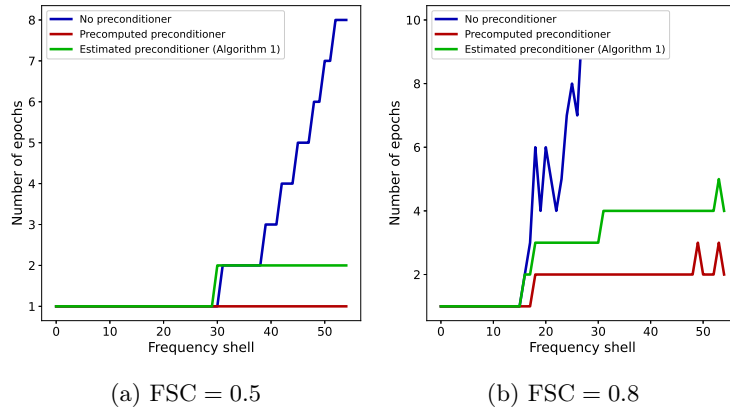 No preconditioner
Precomputed preconditioner
Estimated preconditioner (Algorithm 1)
Number of epochs
8
7
6
5
4
3
2
1
0 10 20 30 40 50
Frequency shell
(a) FSC = 0.5
No preconditioner
Precomputed preconditioner
Estimated preconditioner (Algorithm 1)
Number of epochs
10
8
6
4
2
0 10 20 30 40 50
Frequency shell
(b) FSC = 0.8